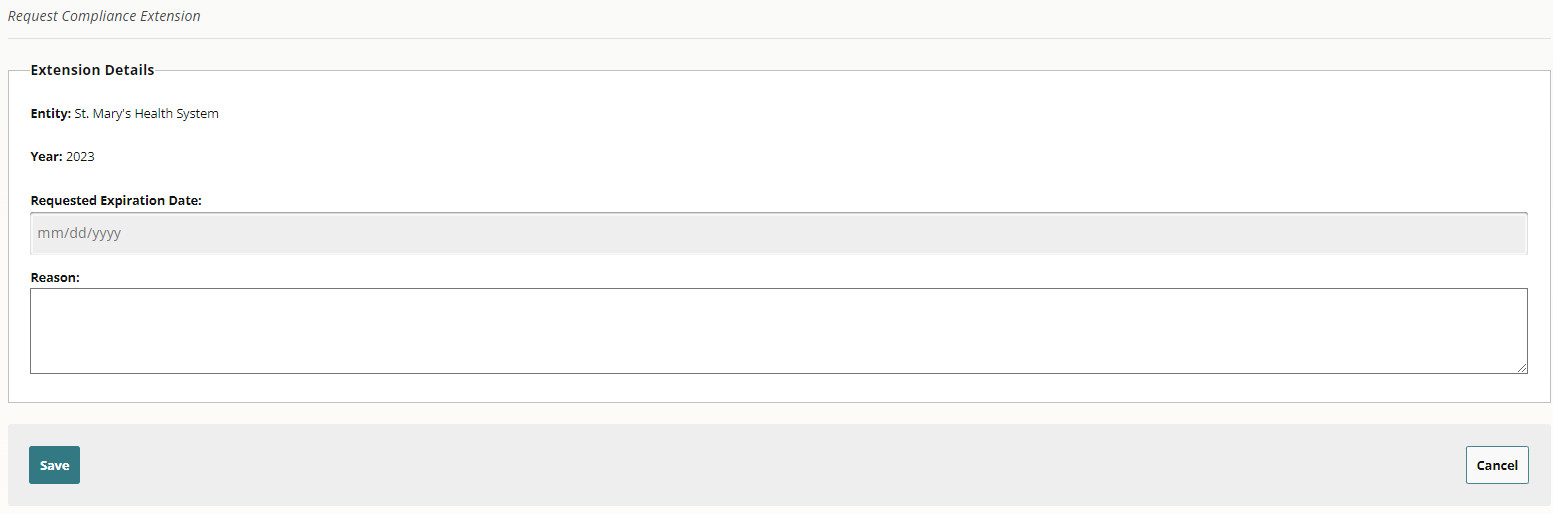 Request Compliance Extension
Extension Details
Entity: St. Mary's Health System
Year: 2023
Requested Expiration Date:
mm/dd/yyyy
Reason:
Save
Cancel